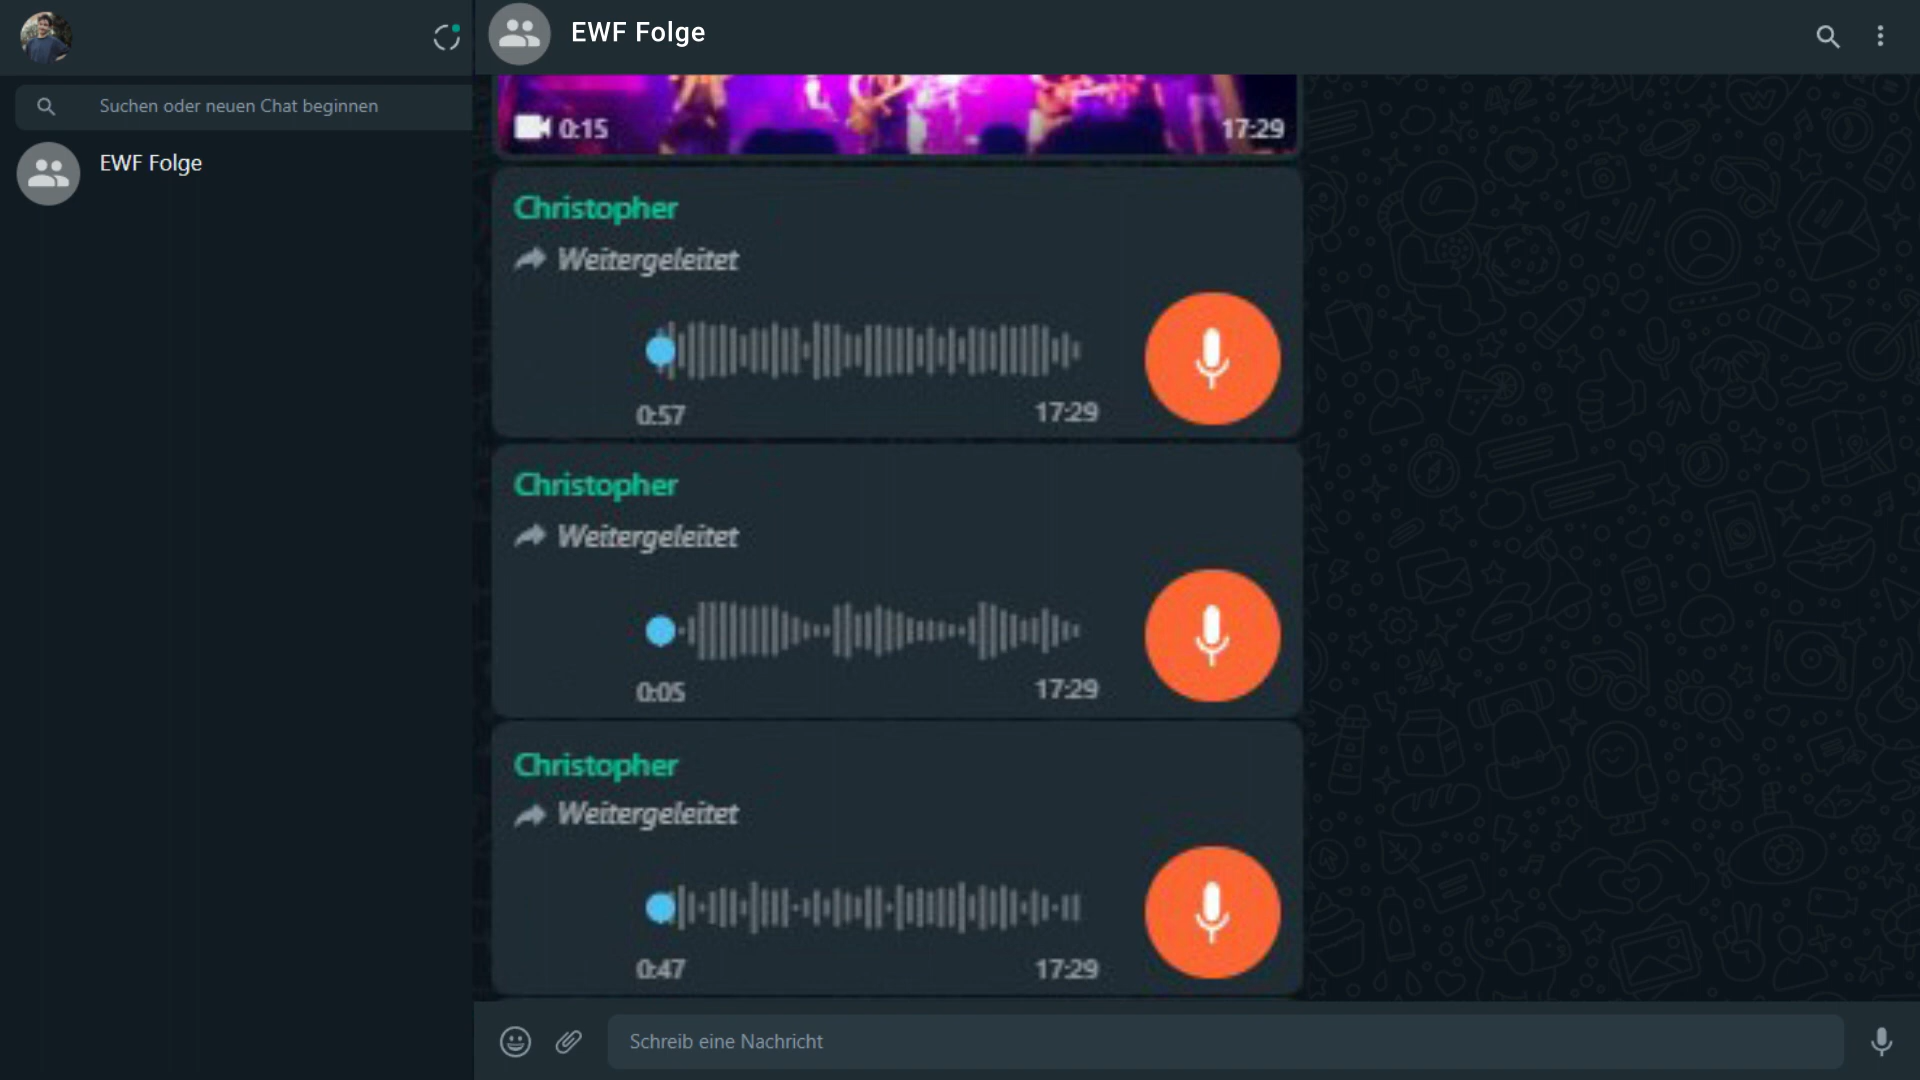 EWF Folge
Suchen oder neuen Chat beginnen
EWF Folge
0:15
17:29
Christopher
Weitergeleitet
0:57
17:29
Christopher
Weitergeleitet
0:05
17:29
Christopher
Weitergeleitet
0:47
17:29
Schreib eine Nachricht